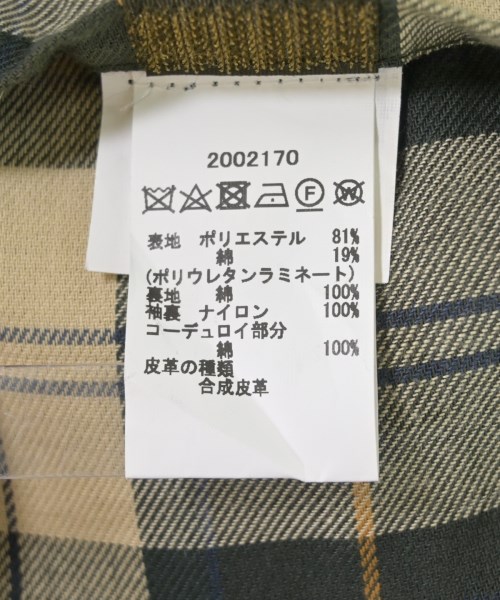 2002170
F W
表地 ポリエステル 81%
綿 19%
(ポリウレタンラミネート)
裏地 綿 100%
袖裏 ナイロン 100%
コーデュロイ部分
綿 100%
皮革の種類
合成皮革